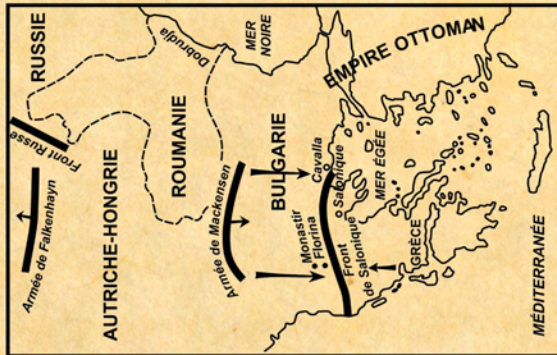 RUSSIE
Front Russe
Armée de Falkenhayn
AUTRICHE-HONGRIE
ROUMANIE
Dobrudja
MER
NOIRE
Armée de Mackensen
BULGARIE
EMPIRE OTTOMAN
Cavalla
Salonique
Monastir
Florina
Front
de Salonique
MER ÉGÉE
GRÈCE
MÉDITERRANÉE